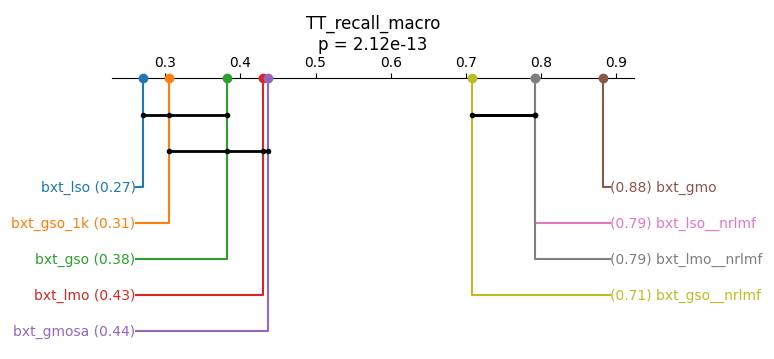 TT_recall_macro
p = 2.12e-13
0.3 0.4 0.5 0.6 0.7 0.8 0.9
bxt_lso (0.27)
(0.88) bxt_gmo
bxt_gso_1k (0.31)
(0.79) bxt_lso__nrlmf
bxt_gso (0.38)
(0.79) bxt_lmo__nrlmf
bxt_lmo (0.43)
(0.71) bxt_gso__nrlmf
bxt_gmosa (0.44)